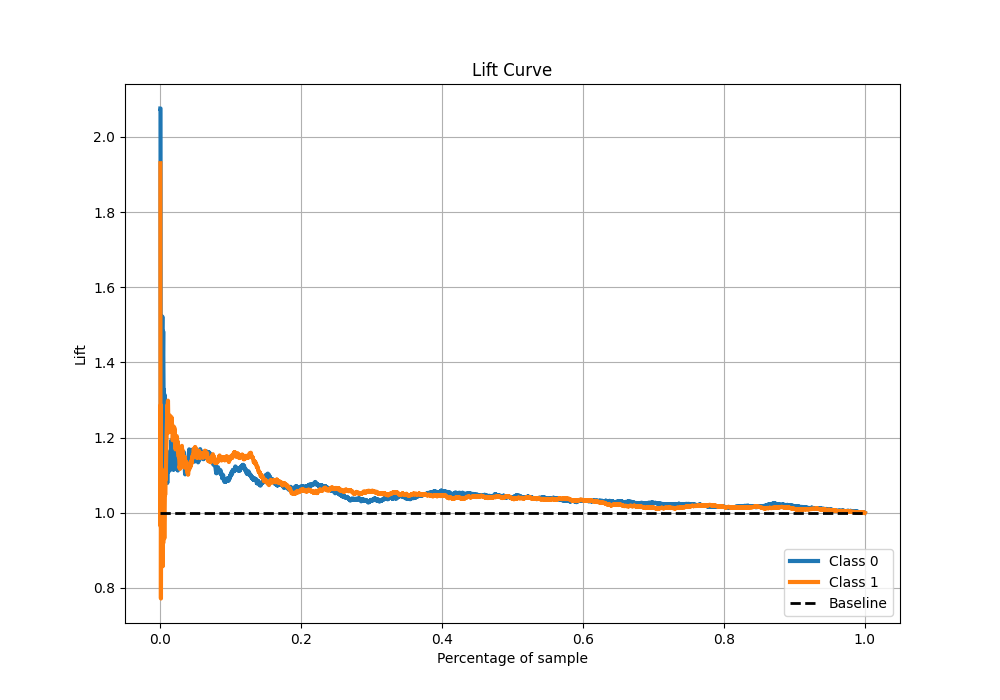 Lift Curve
Lift
2.0
1.8
1.6
1.4
1.2
1.0
0.8
0.0 0.2 0.4 0.6 0.8 1.0
Percentage of sample
Class 0
Class 1
Baseline